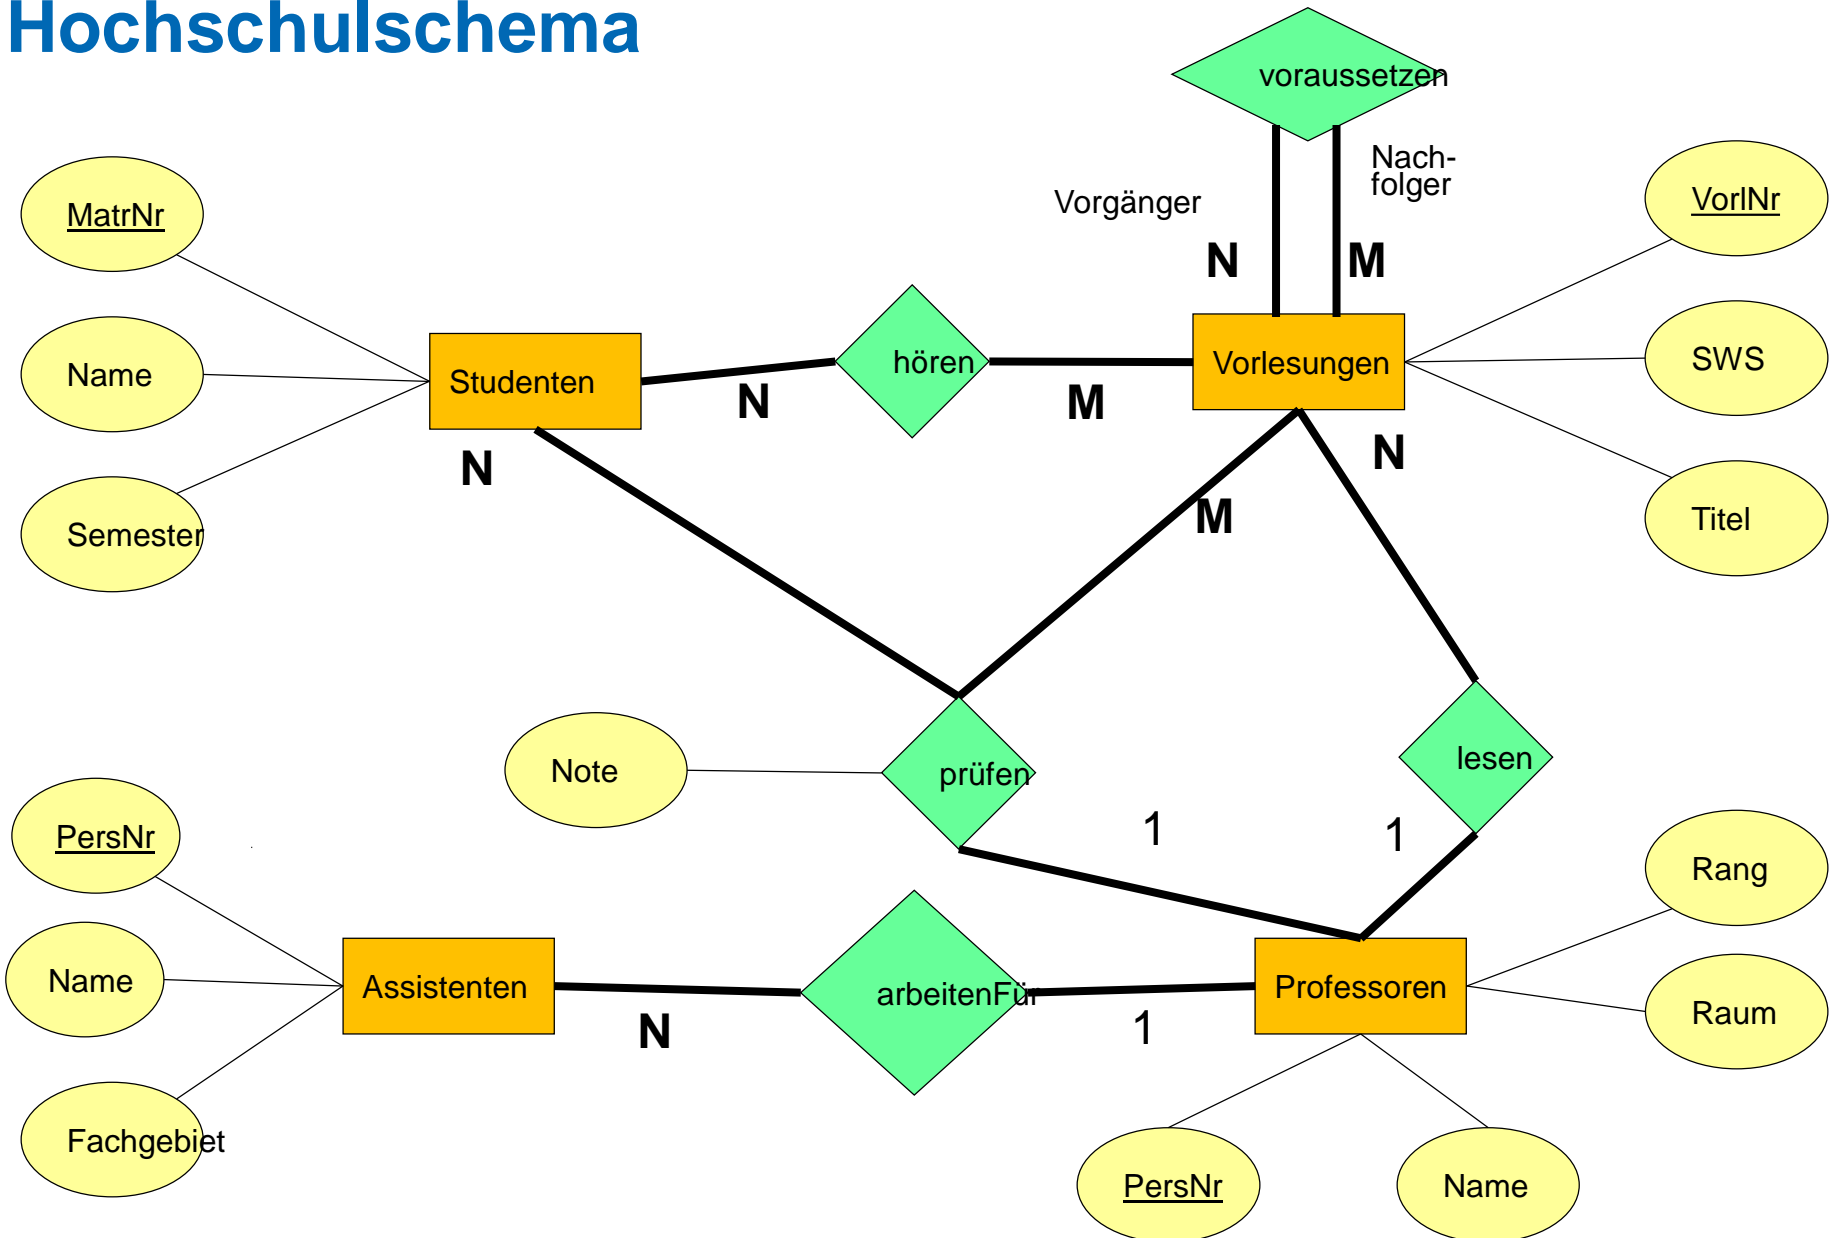 Hochschulschema
voraussetzen
Nach-
folger
Vorgänger
N
M
MatrNr
VorlNr
Name
Studenten
N
hören
M
Vorlesungen
SWS
N
N
Semester
M
Titel
Note
prüfen
lesen
1
1
PersNr
Rang
Name
Assistenten
N
arbeitenFür
1
Professoren
Raum
Fachgebiet
PersNr
Name